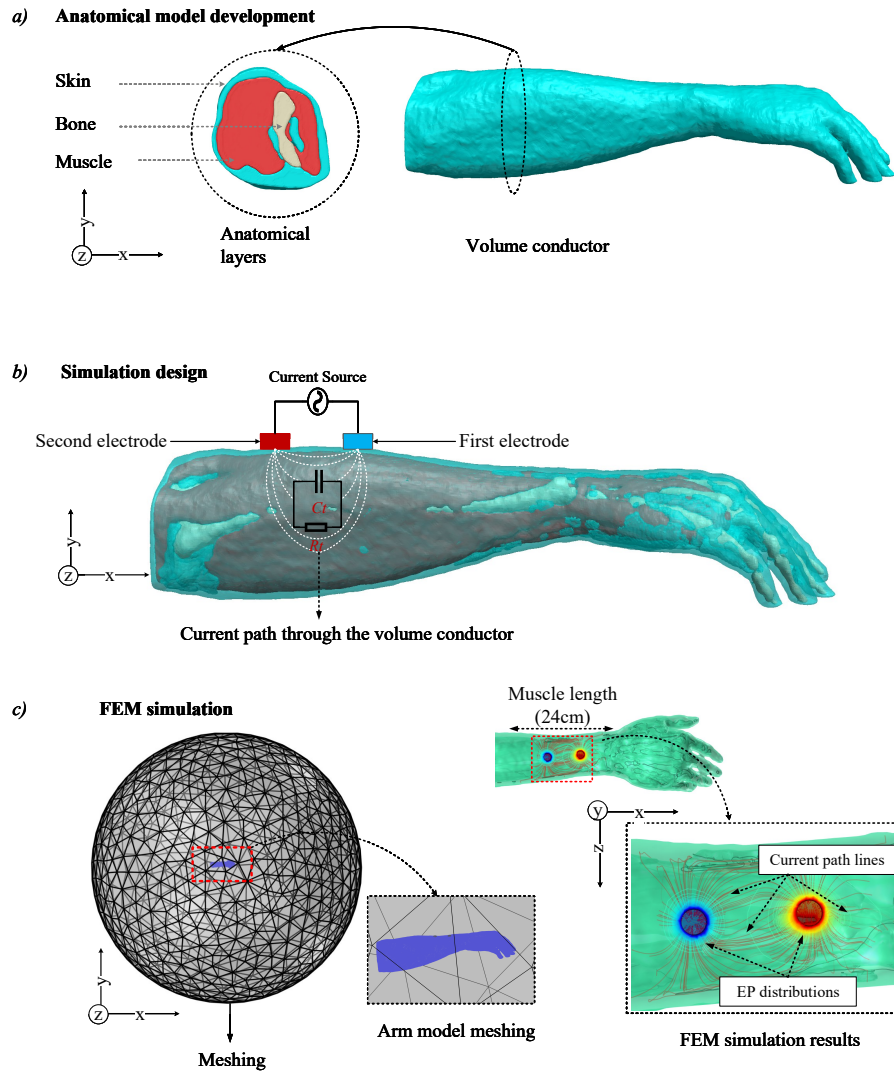 a) Anatomical model development
Skin
Bone
Muscle
y
z
x
Anatomical
layers
Volume conductor
b) Simulation design
Current Source
Second electrode
First electrode
Ct
Rt
y
z
x
Current path through the volume conductor
c) FEM simulation
Muscle length
(24cm)
y
x
z
Current path lines
EP distributions
y
z
x
Arm model meshing
FEM simulation results
Meshing